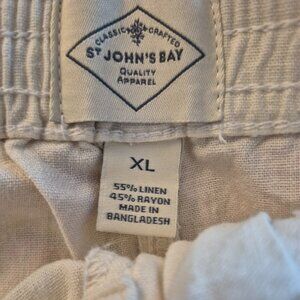 CLASSIC CRAFTED
ST JOHN'S BAY
QUALITY
APPAREL
XL
55% LINEN
45% RAYON
MADE IN
BANGLADESH